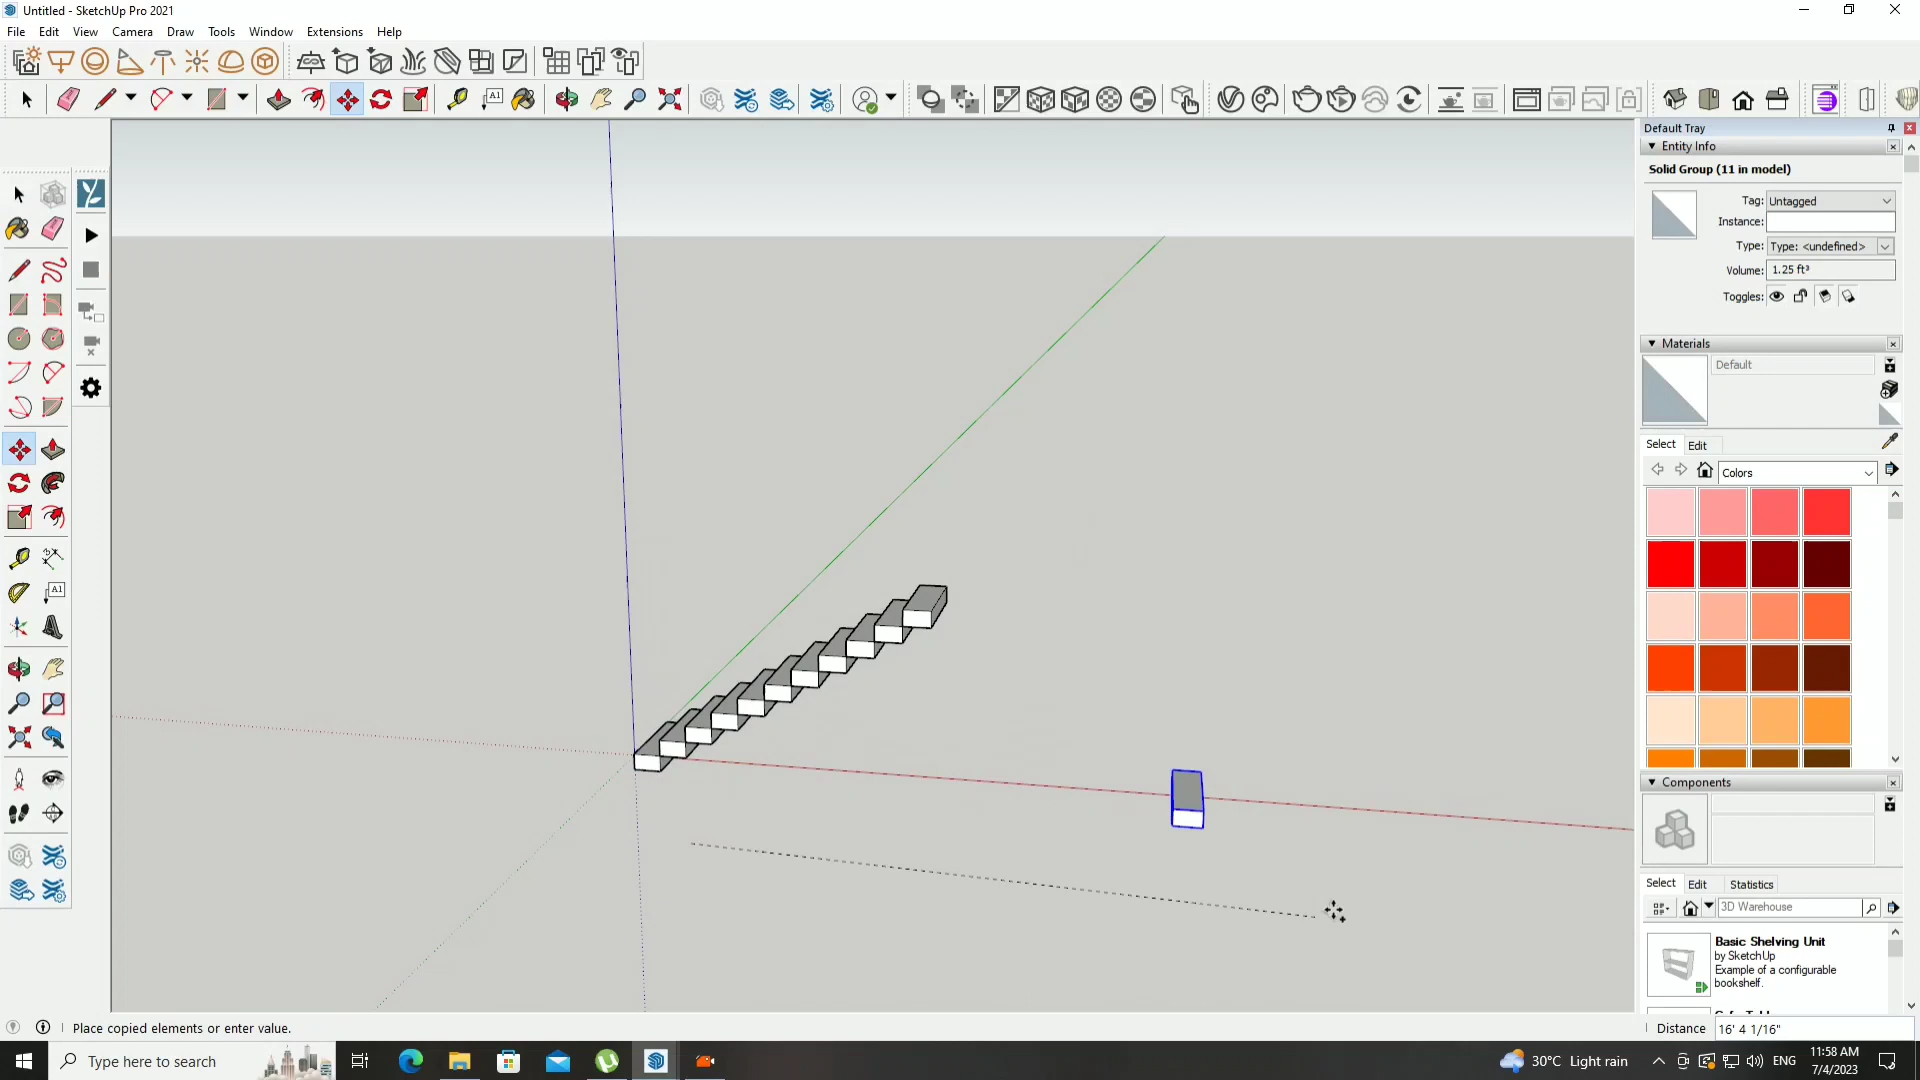 Untitled - SketchUp Pro 2021
File Edit View Camera Draw Tools Window Extensions Help
A1
Default Tray
Entity Info
Solid Group (11 in model)
Tag: Untagged
Instance:
Type: Type: <undefined>
Volume: 1.25 ft³
Toggles:
Materials
Default
Select Edit
Colors
A1
Components
Select Edit Statistics
3D Warehouse
Basic Shelving Unit
by SketchUp
Example of a configurable
bookshelf.
Place copied elements or enter value.
Distance 16' 4 1/16"
Type here to search
30°C Light rain
ENG
11:58 AM
7/4/2023